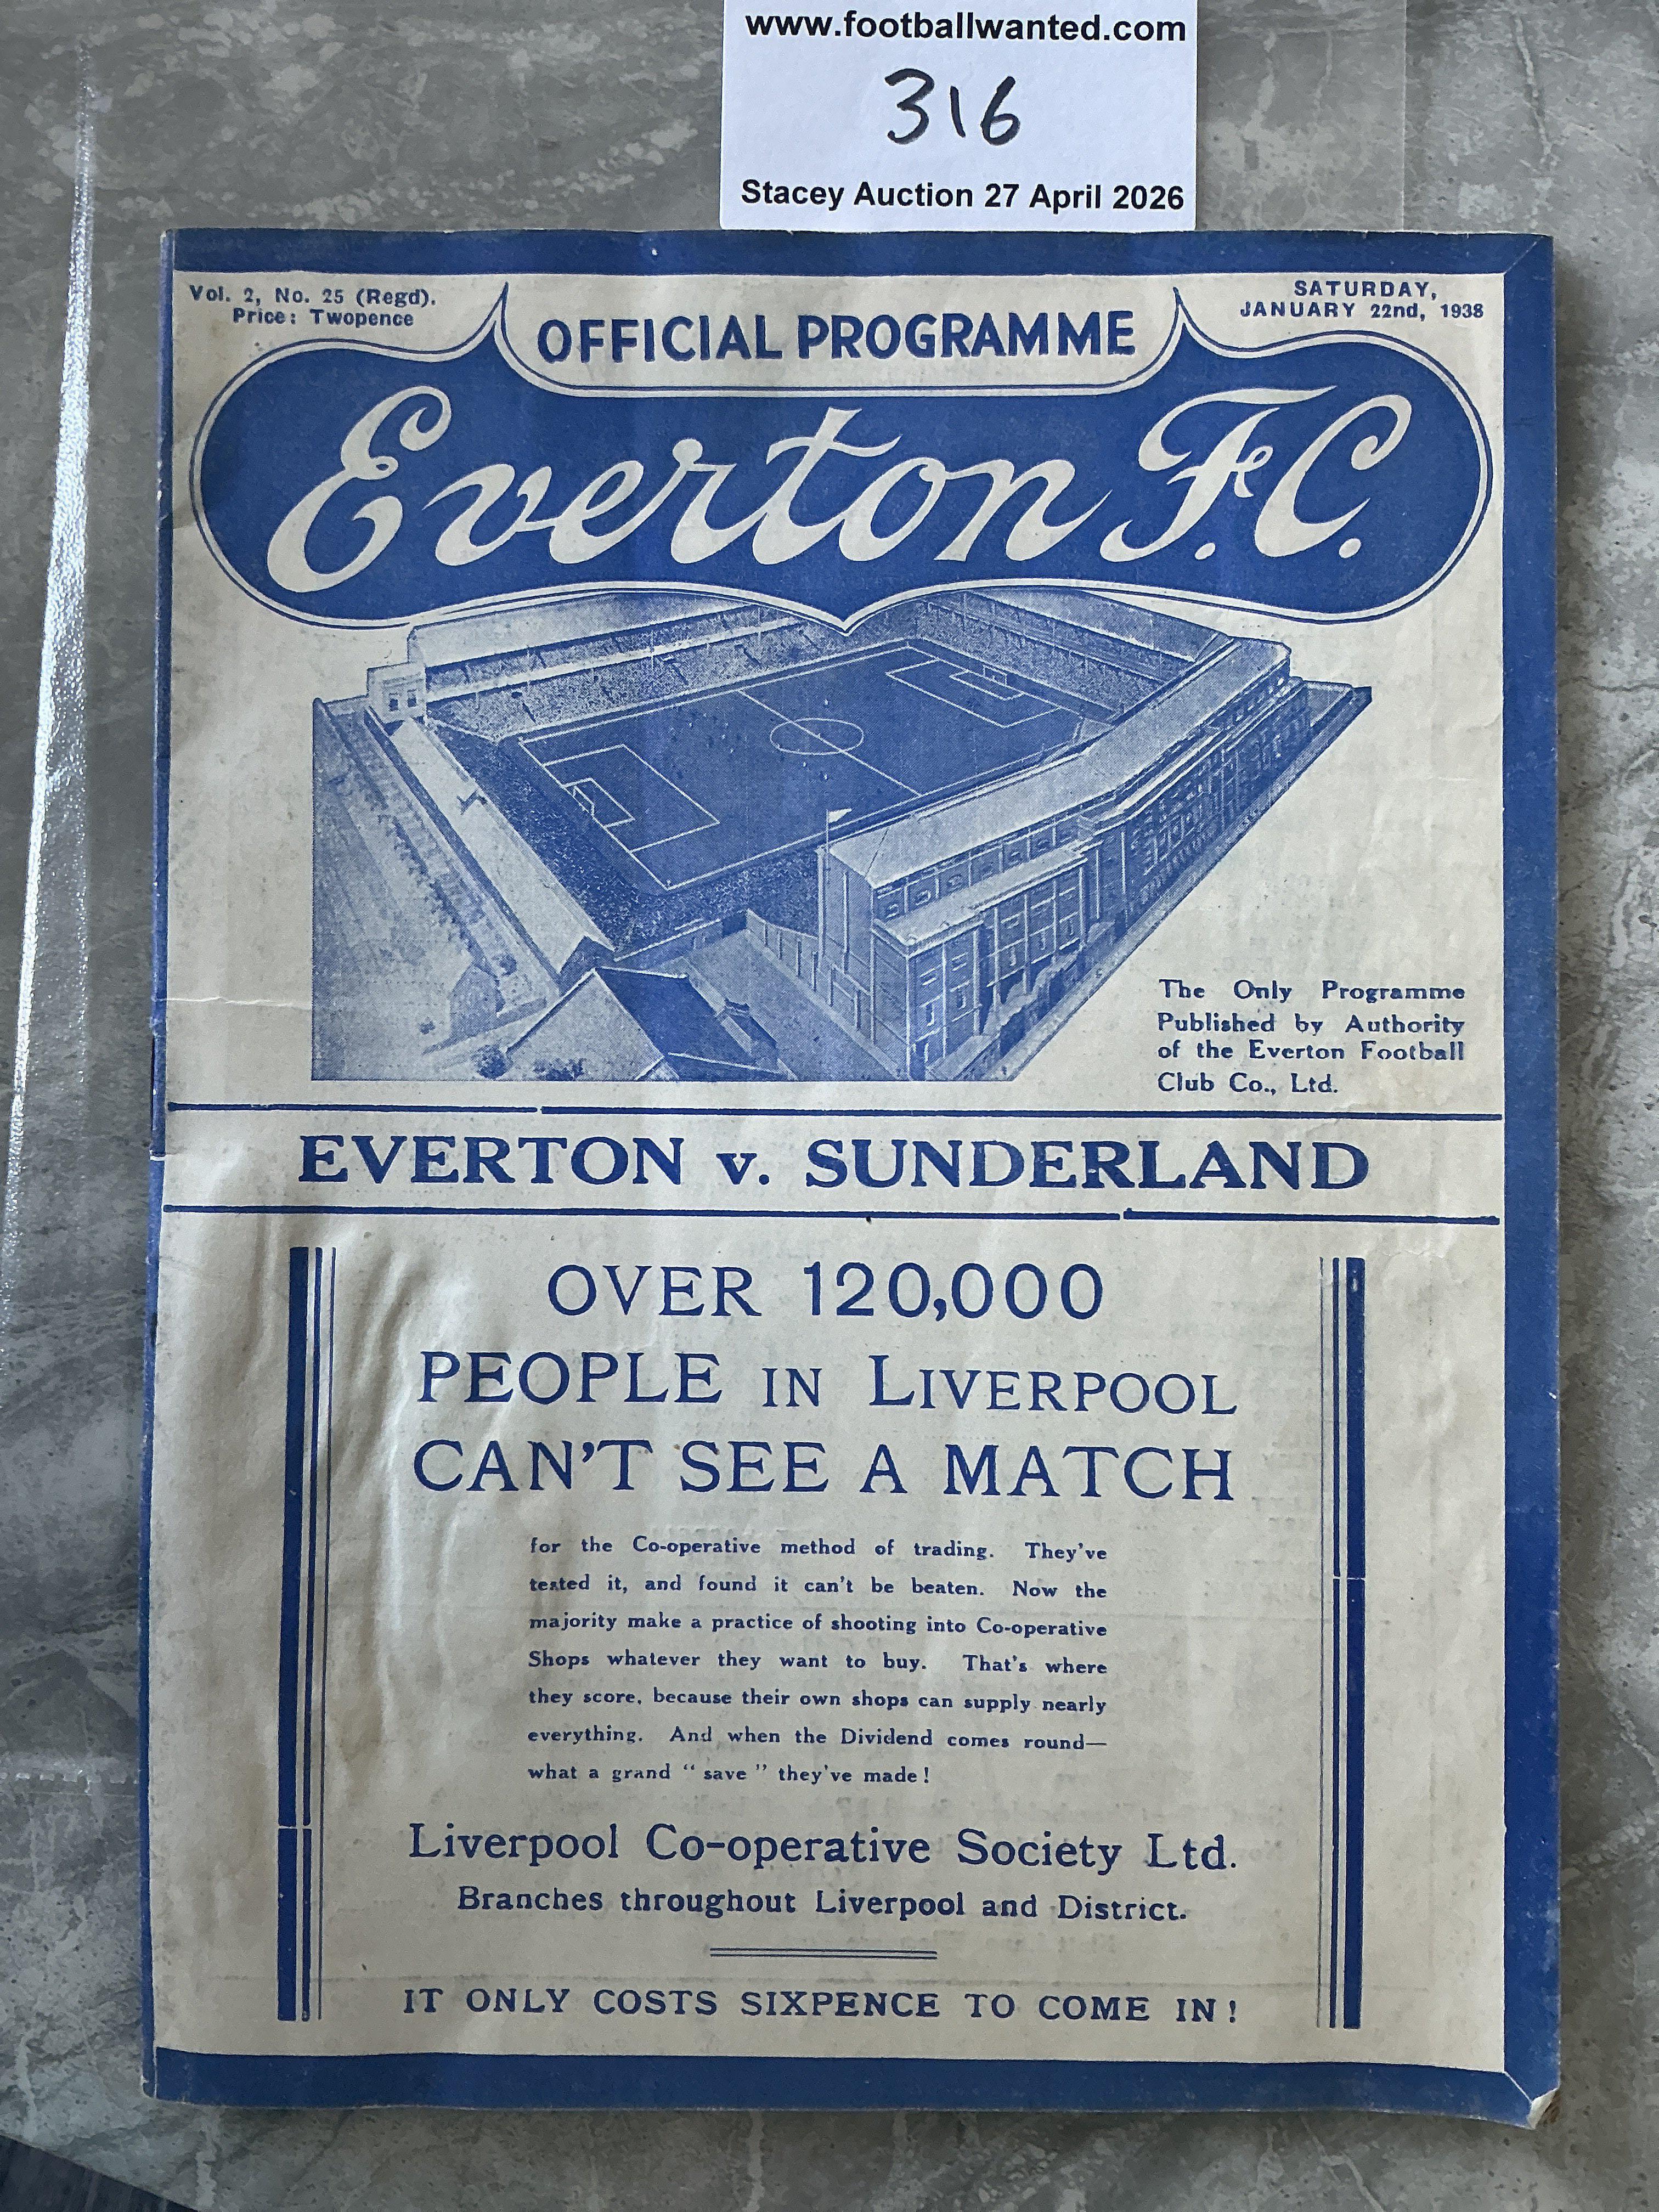 www.footballwanted.com
316
Stacey Auction 27 April 2026
Vol. 2, No. 25 (Regd).
Price: Twopence
SATURDAY,
JANUARY 22nd, 1938
OFFICIAL PROGRAMME
Everton F.C.
The Only Programme
Published by Authority
of the Everton Football
Club Co., Ltd.
EVERTON v. SUNDERLAND
OVER 120,000
PEOPLE IN LIVERPOOL
CAN'T SEE A MATCH
for the Co-operative method of trading. They've
tested it, and found it can't be beaten. Now the
majority make a practice of shooting into Co-operative
Shops whatever they want to buy. That's where
they score, because their own shops can supply nearly
everything. And when the Dividend comes round—
what a grand “ save ” they've made!
Liverpool Co-operative Society Ltd.
Branches throughout Liverpool and District.
IT ONLY COSTS SIXPENCE TO COME IN!